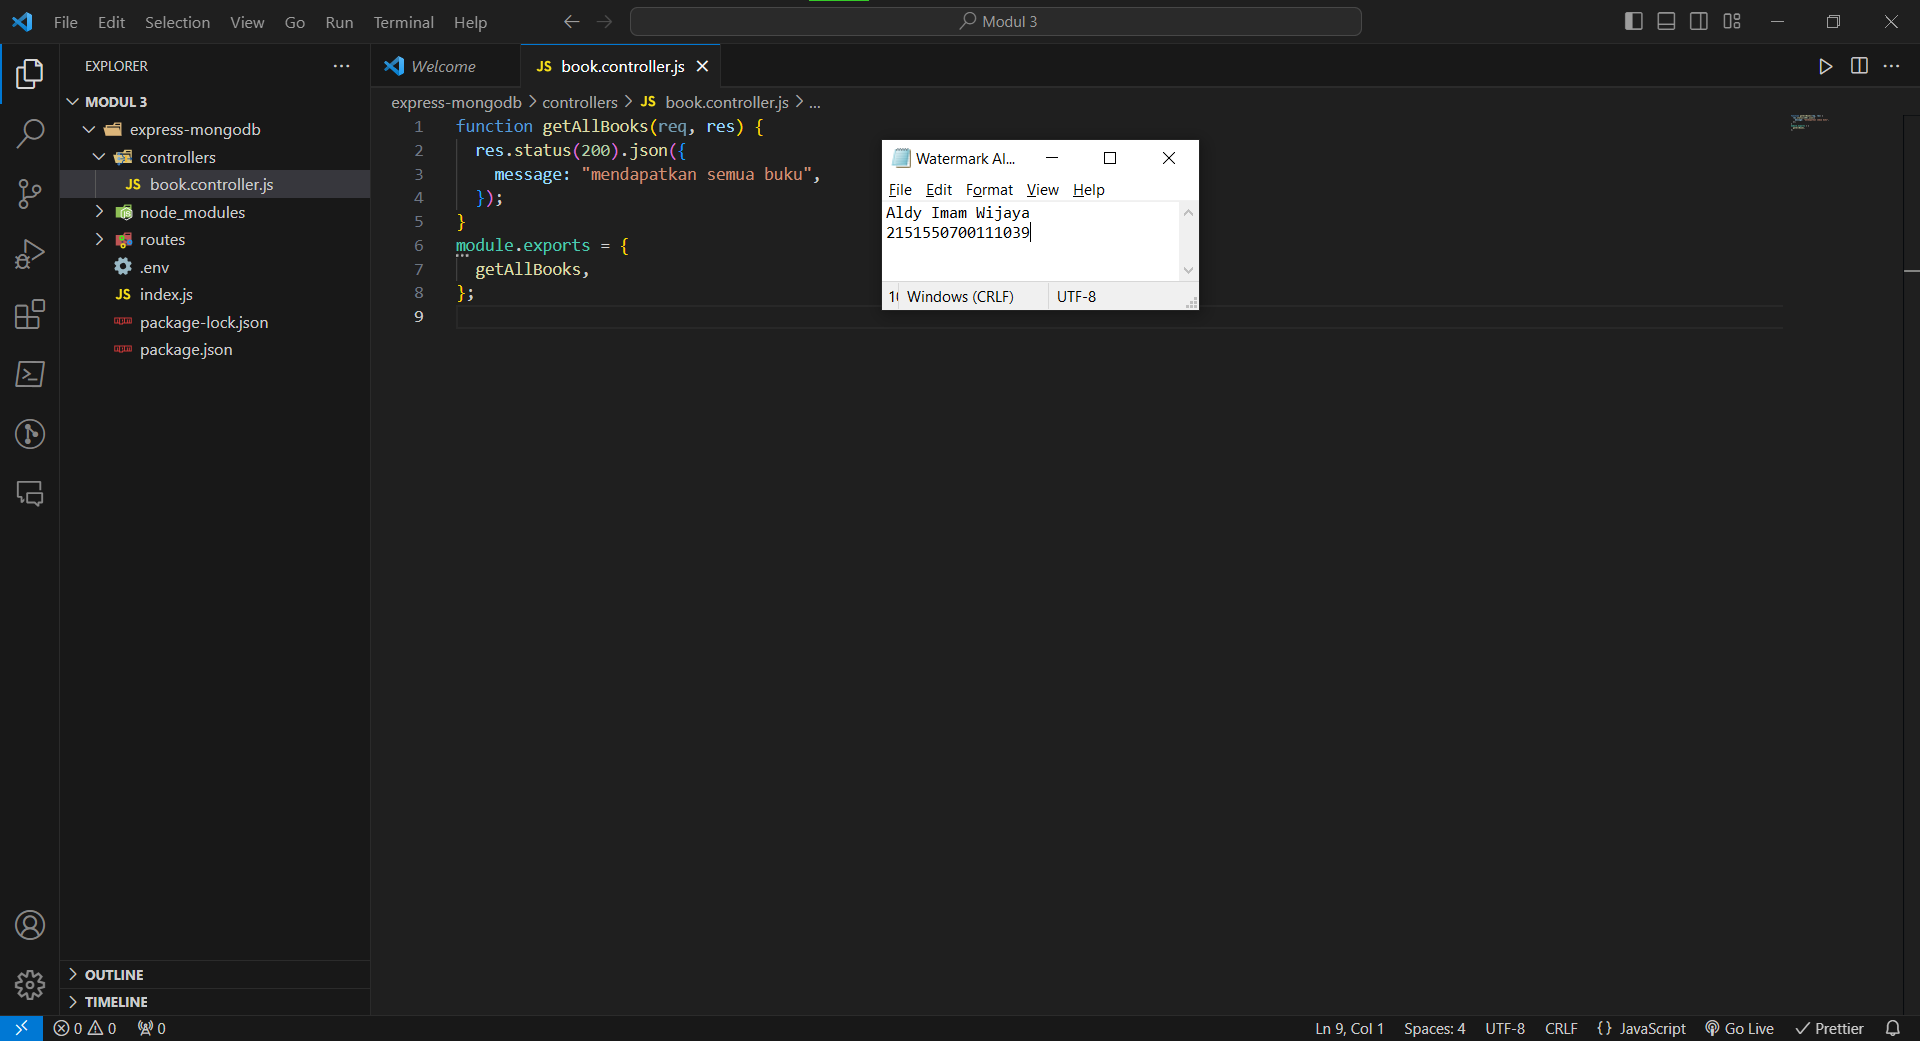 File Edit Selection View Go Run Terminal Help
Modul 3
EXPLORER
MODUL 3
express-mongodb
controllers
JS book.controller.js
node_modules
routes
.env
JS index.js
package-lock.json
package.json
OUTLINE
TIMELINE
Welcome
JS book.controller.js
express-mongodb > controllers > JS book.controller.js > ...
1 function getAllBooks(req, res) {
2 res.status(200).json({
3 message: "mendapatkan semua buku",
4 });
5 }
6 module.exports = {
7 getAllBooks,
8 };
9
Watermark Al...
File Edit Format View Help
Aldy Imam Wijaya
2151550700111039
Windows (CRLF) UTF-8
0 0 0
Ln 9, Col 1 Spaces: 4 UTF-8 CRLF {} JavaScript Go Live Prettier